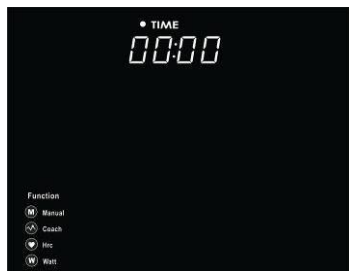 • TIME
00:00
Function
M Manual
Coach
Hrc
W Watt